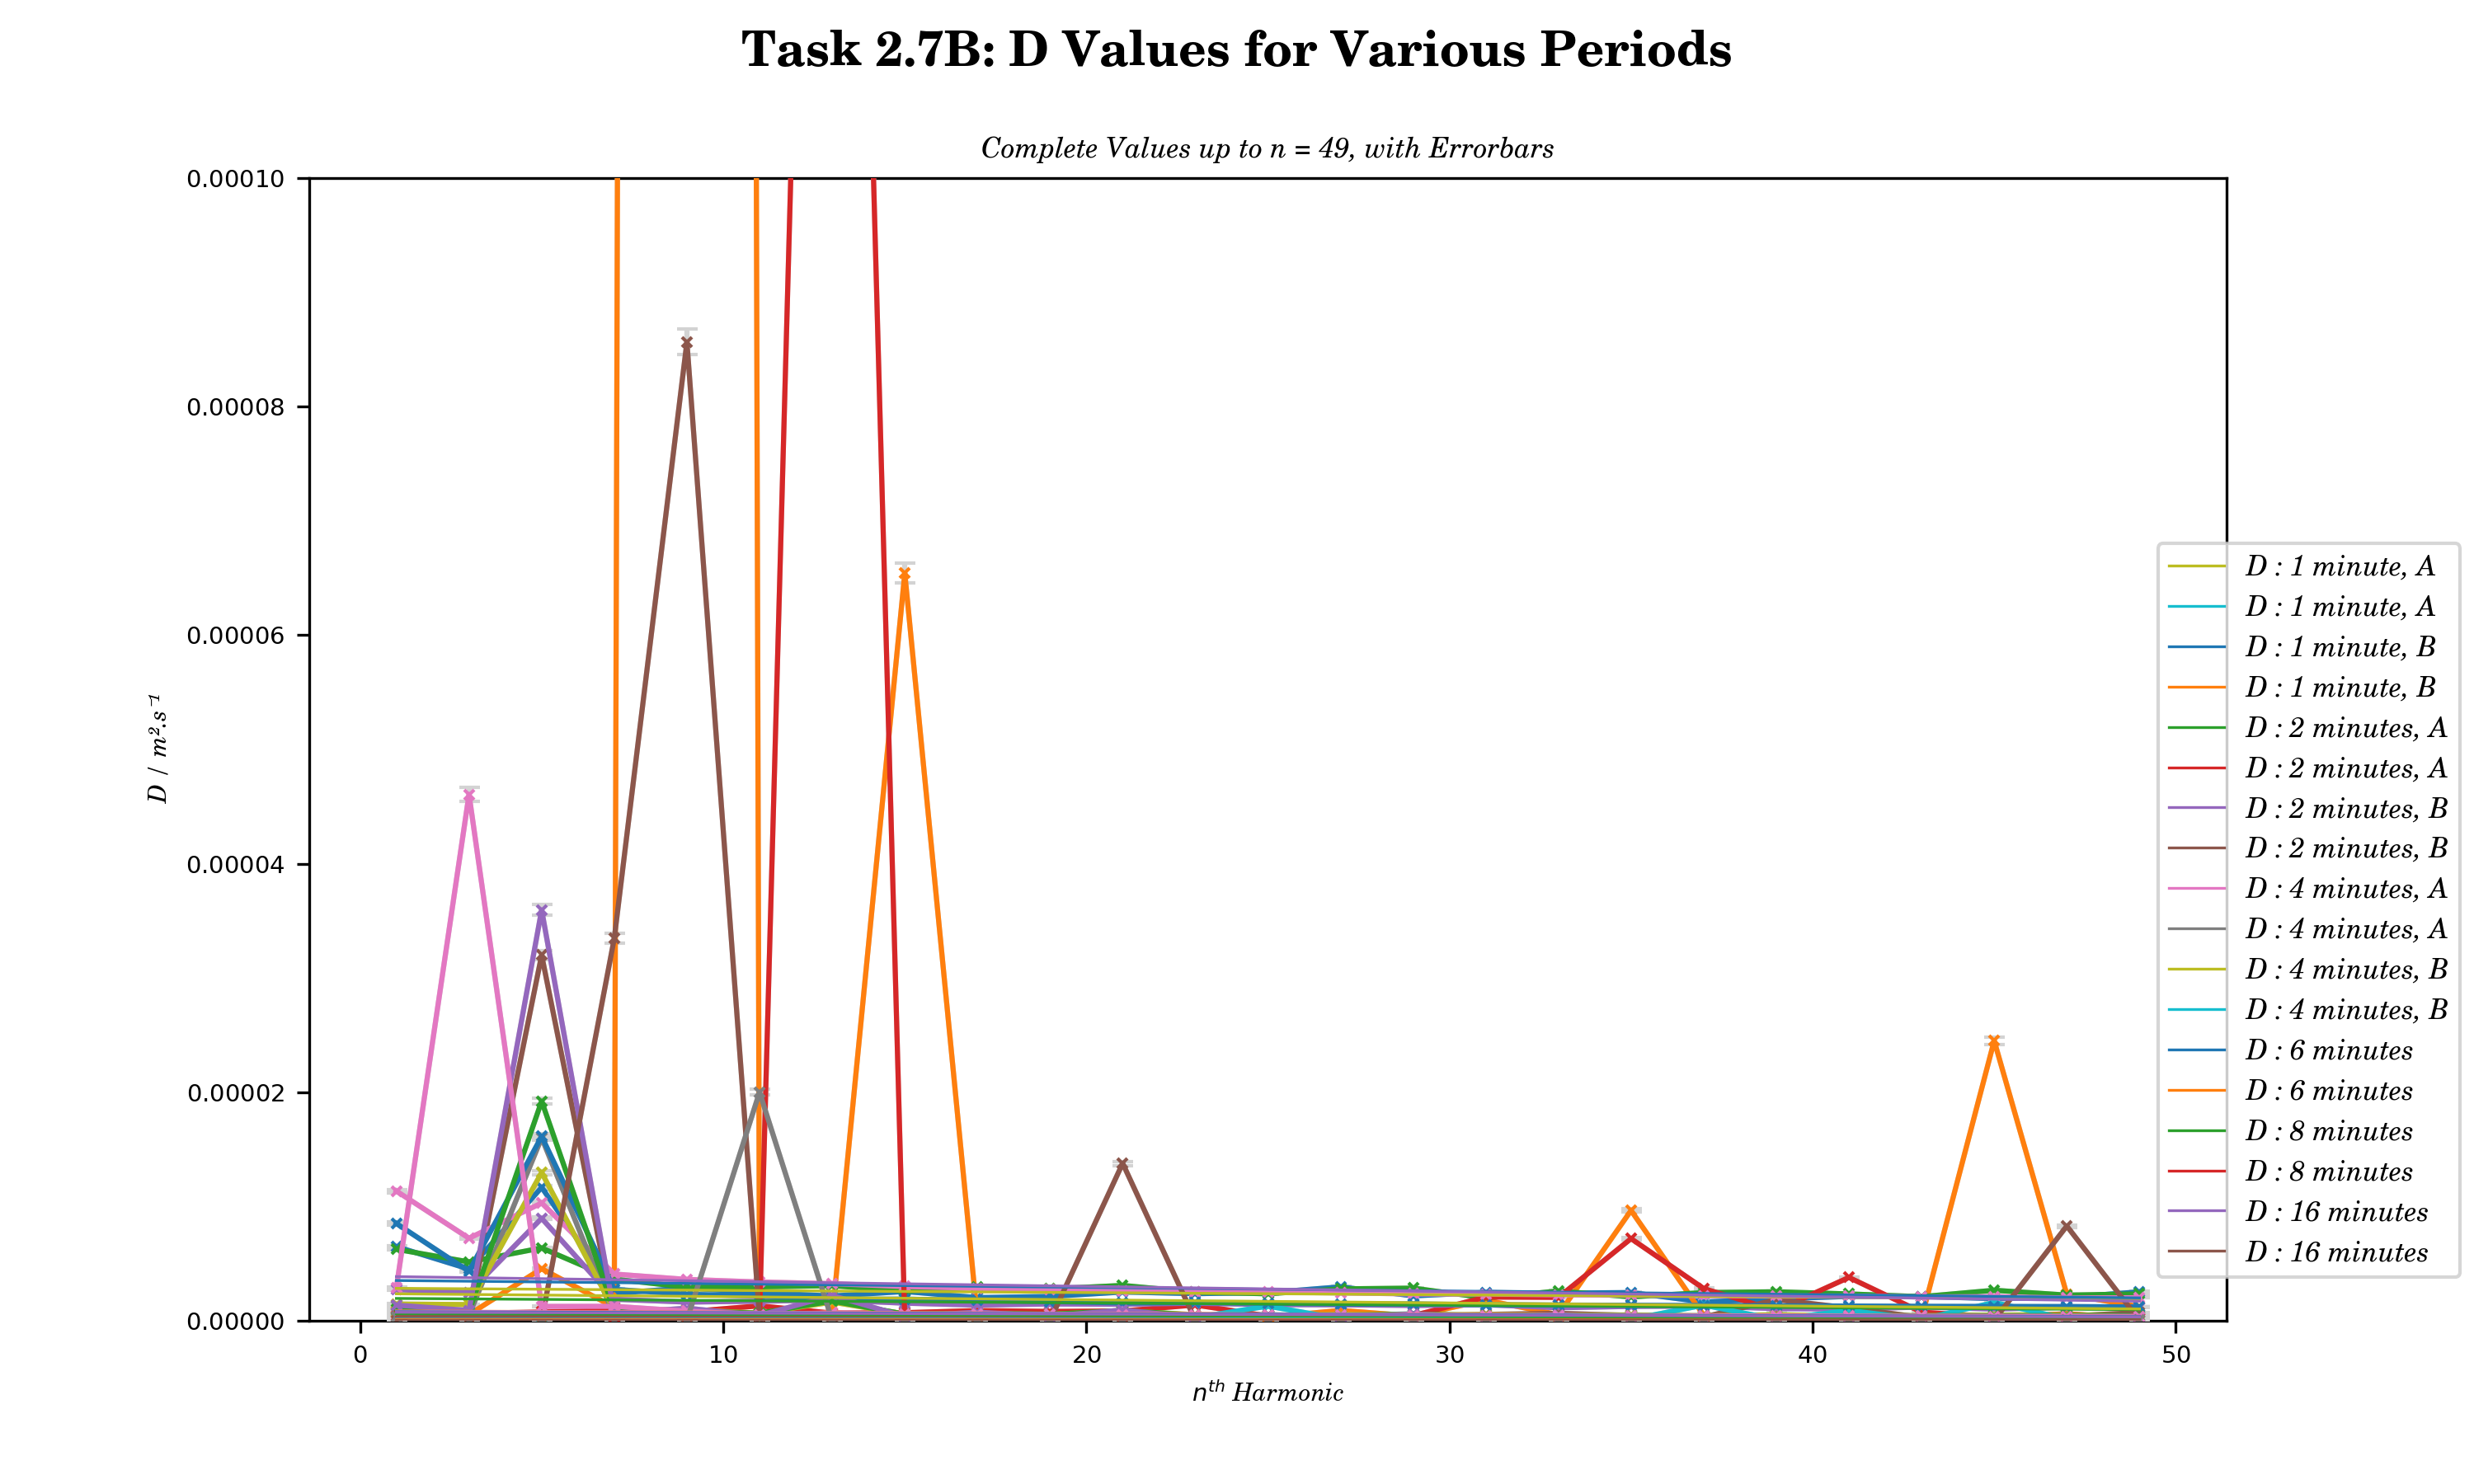 Task 2.7B: D Values for Various Periods
Complete Values up to n = 49, with Errorbars
0.00010
0.00008
0.00006
0.00004
0.00002
0.00000
D / m².s⁻¹
0 10 20 30 40 50
nᵗʰ Harmonic
D : 1 minute, A
D : 1 minute, A
D : 1 minute, B
D : 1 minute, B
D : 2 minutes, A
D : 2 minutes, A
D : 2 minutes, B
D : 2 minutes, B
D : 4 minutes, A
D : 4 minutes, A
D : 4 minutes, B
D : 4 minutes, B
D : 6 minutes
D : 6 minutes
D : 8 minutes
D : 8 minutes
D : 16 minutes
D : 16 minutes